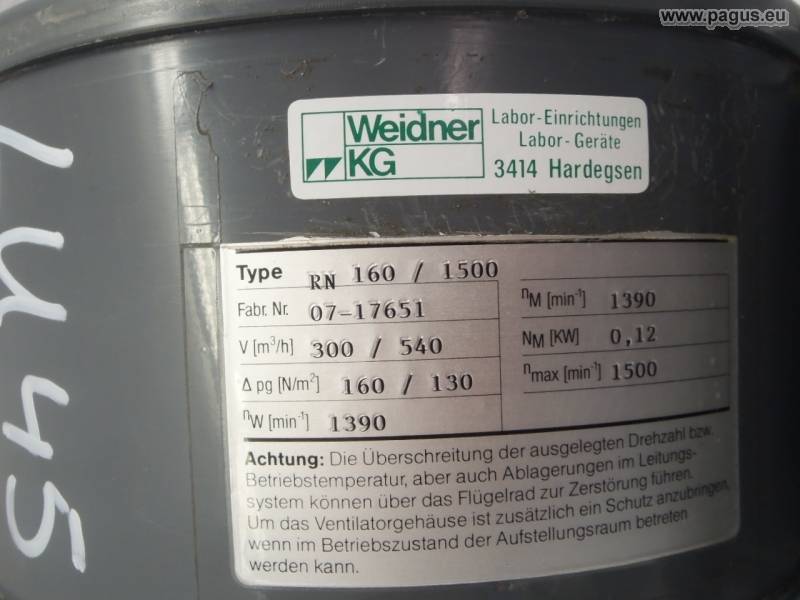 www.pagus.eu
Weidner
KG
Labor-Einrichtungen
Labor-Geräte
3414 Hardegsen
Type RN 160 / 1500
Fabr. Nr. 07-17651
V [m³/h] 300 / 540
Δ pg [N/m²] 160 / 130
nW [min⁻¹] 1390
nM [min⁻¹] 1390
NM [KW] 0,12
nmax [min⁻¹] 1500
Achtung: Die Überschreitung der ausgelegten Drehzahl bzw.
Betriebstemperatur, aber auch Ablagerungen im Leitungs-
system können über das Flügelrad zur Zerstörung führen.
Um das Ventilatorgehäuse ist zusätzlich ein Schutz anzubringen,
wenn im Betriebszustand der Aufstellungsraum betreten
werden kann.